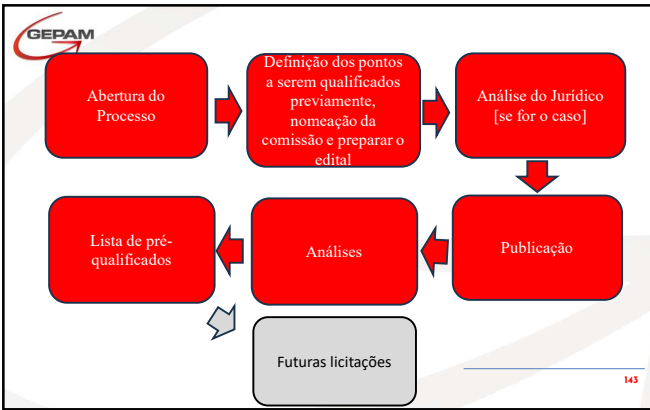 GEPAM
Abertura do
Processo
Definição dos pontos
a serem qualificados
previamente,
nomeação da
comissão e preparar o
edital
Análise do Jurídico
[se for o caso]
Lista de pré-
qualificados
Análises
Publicação
Futuras licitações
143